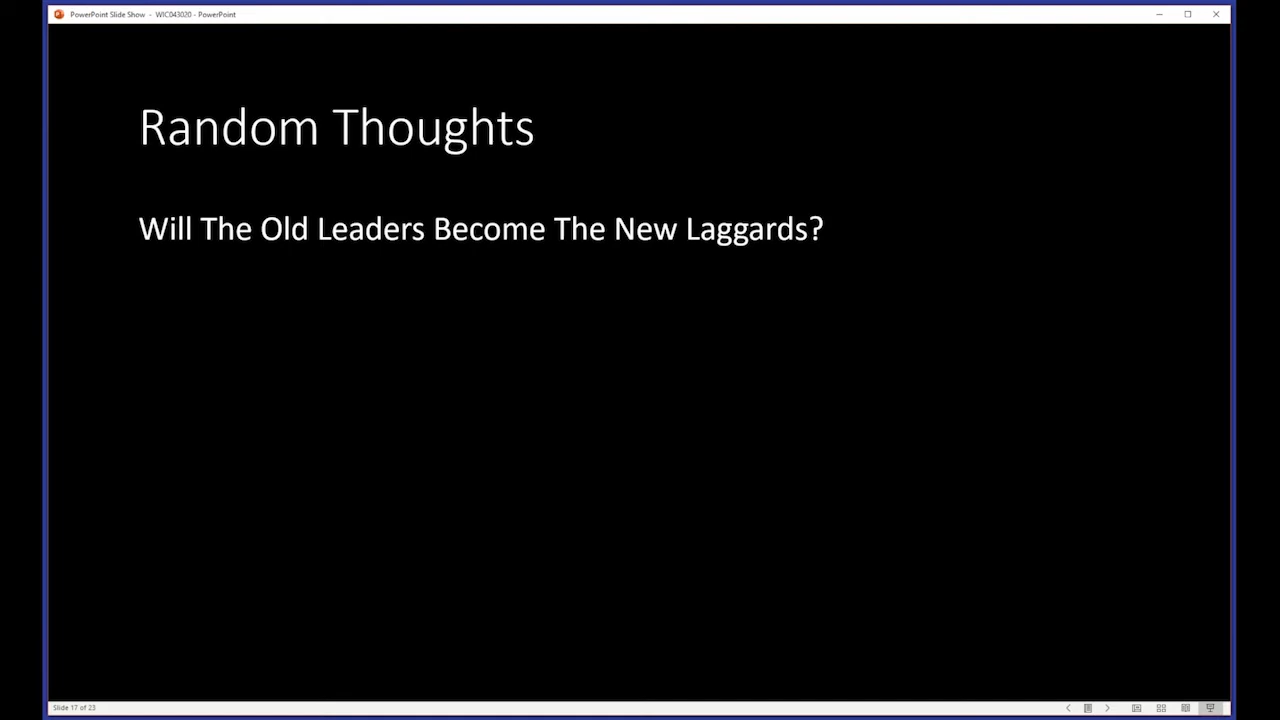 PowerPoint Slide Show - WIC043020 - PowerPoint
Random Thoughts
Will The Old Leaders Become The New Laggards?
Slide 17 of 23